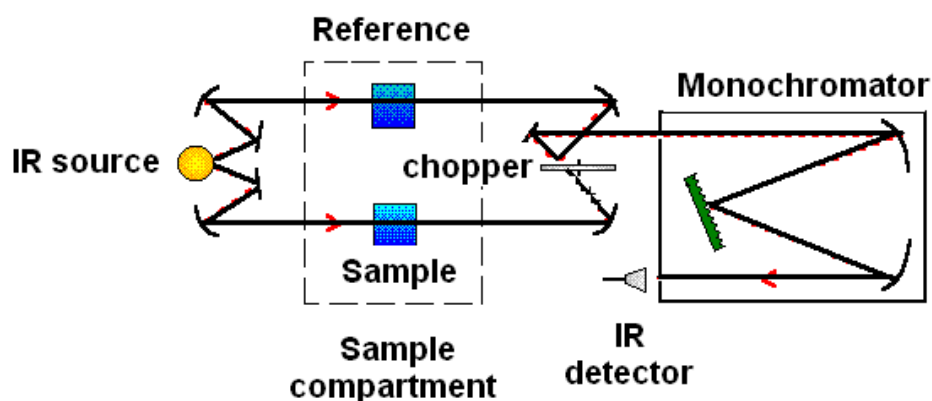 Reference
Monochromator
IR source
chopper
Sample
Sample
compartment
IR
detector